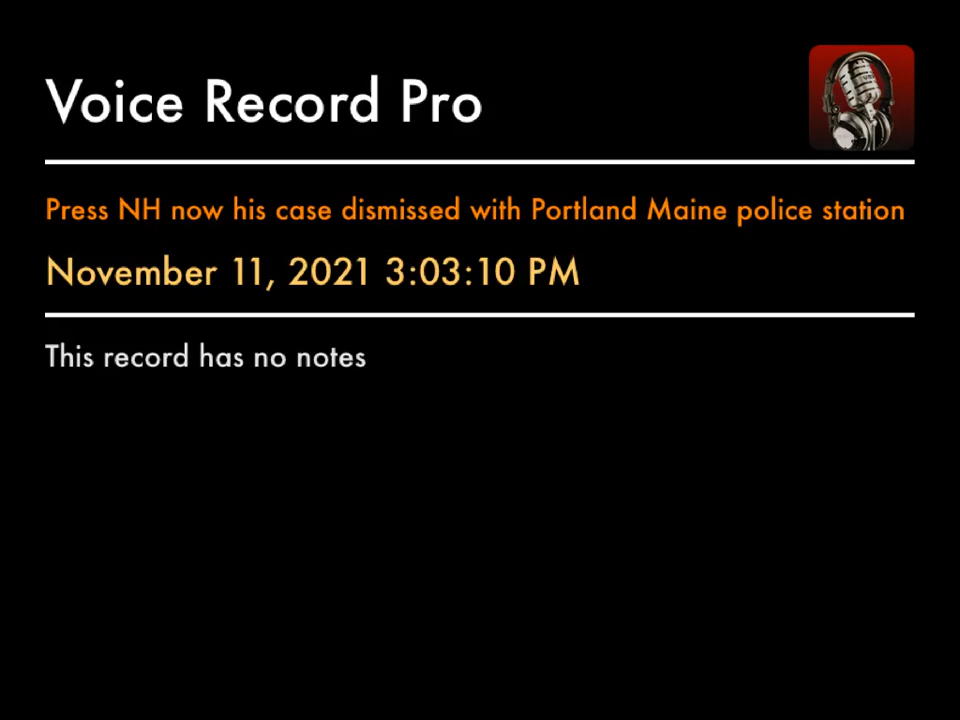 Voice Record Pro
Press NH now his case dismissed with Portland Maine police station
November 11, 2021 3:03:10 PM
This record has no notes